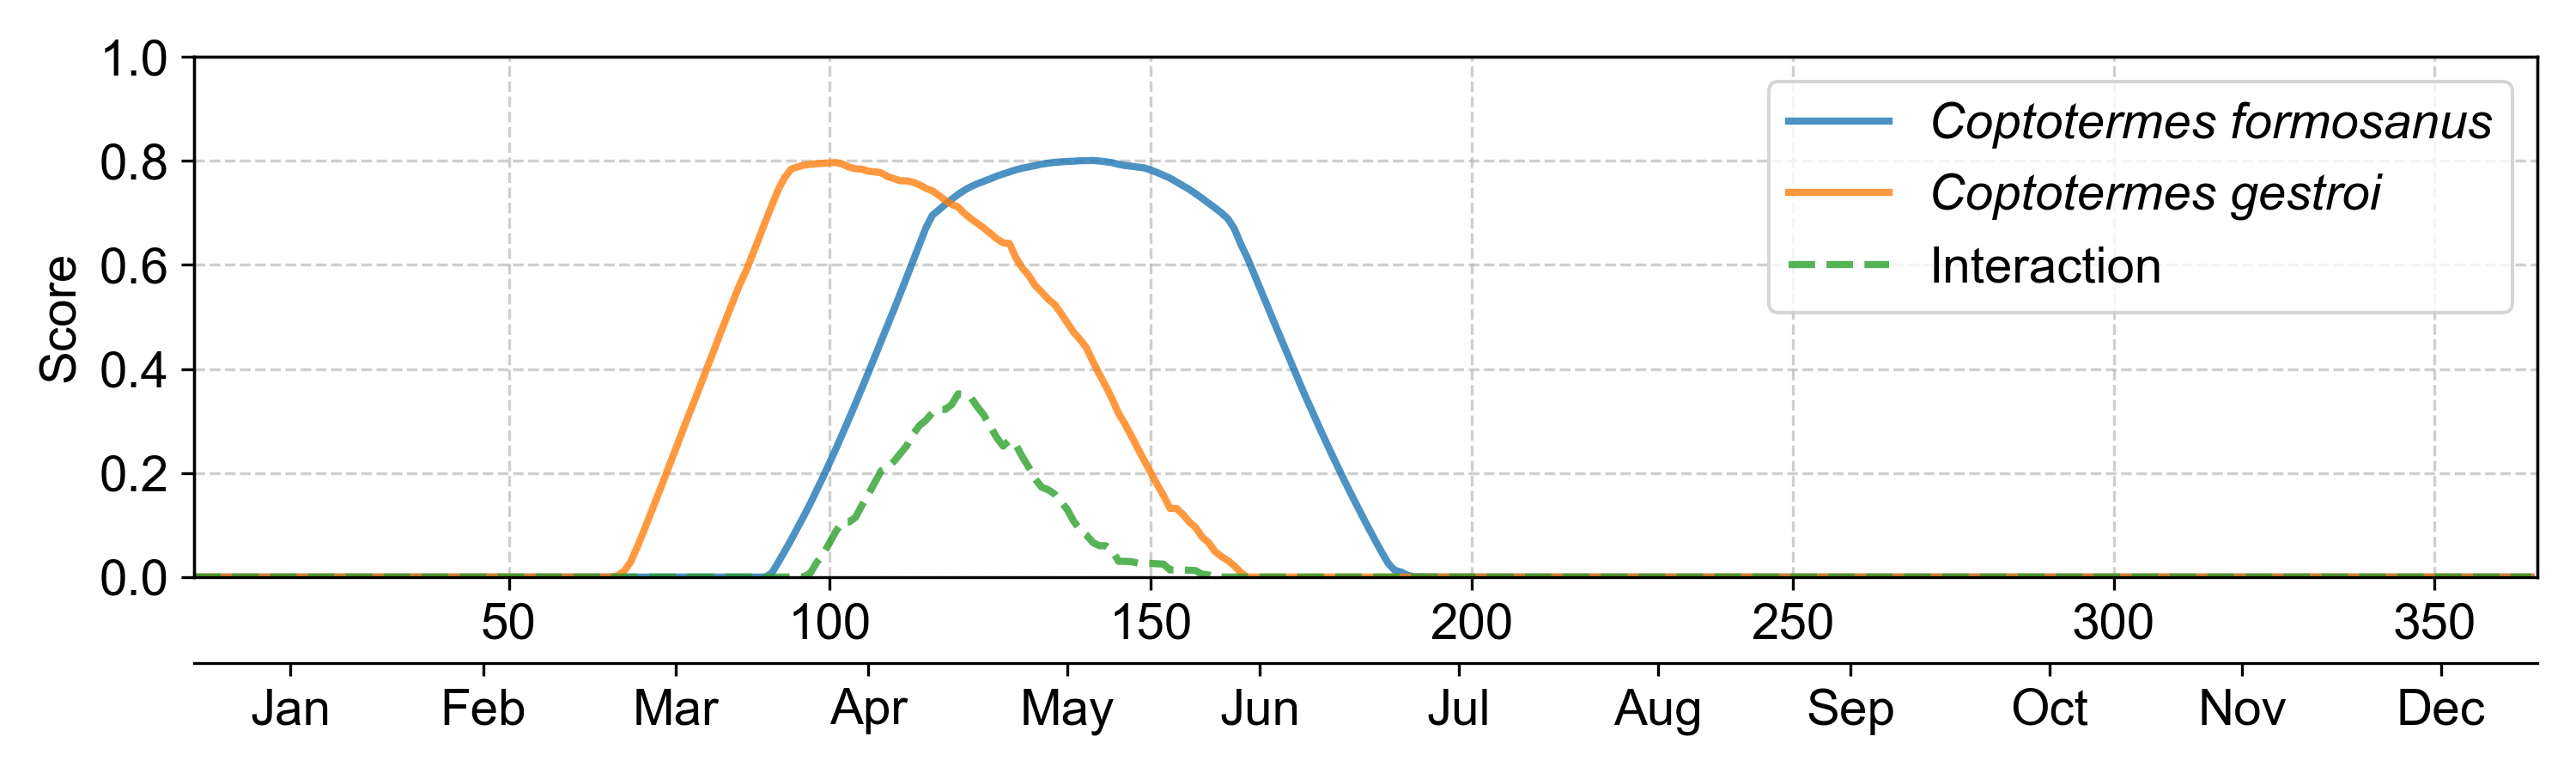 1.0
0.8
0.6
0.4
0.2
0.0
Score
Coptotermes formosanus
Coptotermes gestroi
Interaction
50 100 150 200 250 300 350
Jan Feb Mar Apr May Jun Jul Aug Sep Oct Nov Dec